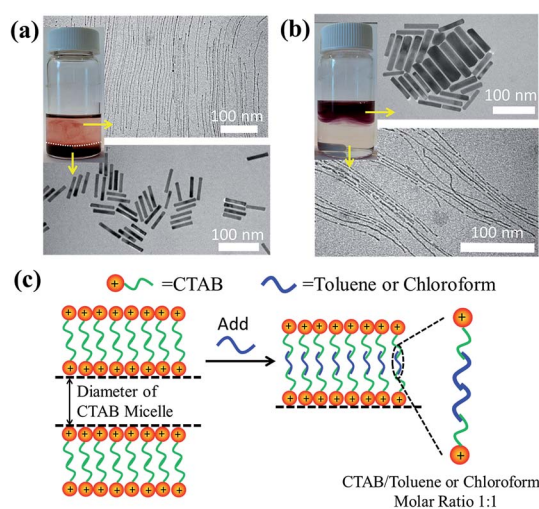 (a)
100 nm
100 nm
(b)
100 nm
100 nm
(c)
+ =CTAB
=Toluene or Chloroform
+ + + + + + + +
Add
+ + + + + + + +
+ + + + + + + +
Diameter of
CTAB Micelle
+ + + + + + + +
+ + + + + + + +
+ + + + + + + +
+
+
CTAB/Toluene or Chloroform
Molar Ratio 1:1